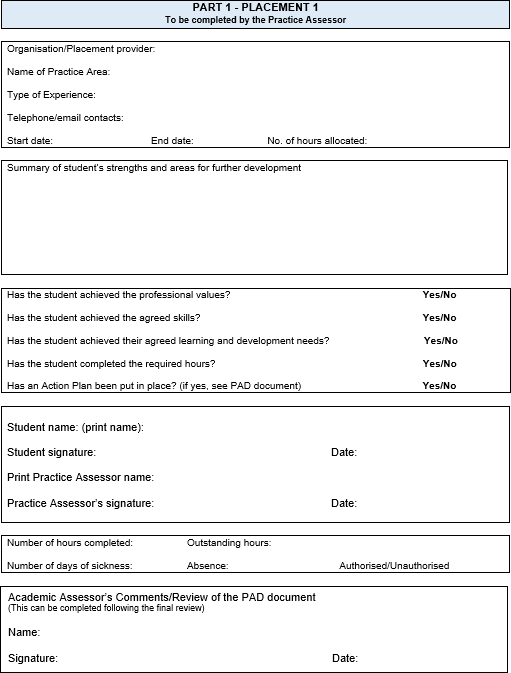 PART 1 - PLACEMENT 1
To be completed by the Practice Assessor
Organisation/Placement provider:
Name of Practice Area:
Type of Experience:
Telephone/email contacts:
Start date: End date: No. of hours allocated:
Summary of student's strengths and areas for further development
Has the student achieved the professional values? Yes/No
Has the student achieved the agreed skills? Yes/No
Has the student achieved their agreed learning and development needs? Yes/No
Has the student completed the required hours? Yes/No
Has an Action Plan been put in place? (if yes, see PAD document) Yes/No
Student name: (print name):
Student signature: Date:
Print Practice Assessor name:
Practice Assessor's signature: Date:
Number of hours completed: Outstanding hours:
Number of days of sickness: Absence: Authorised/Unauthorised
Academic Assessor's Comments/Review of the PAD document
(This can be completed following the final review)
Name:
Signature: Date: